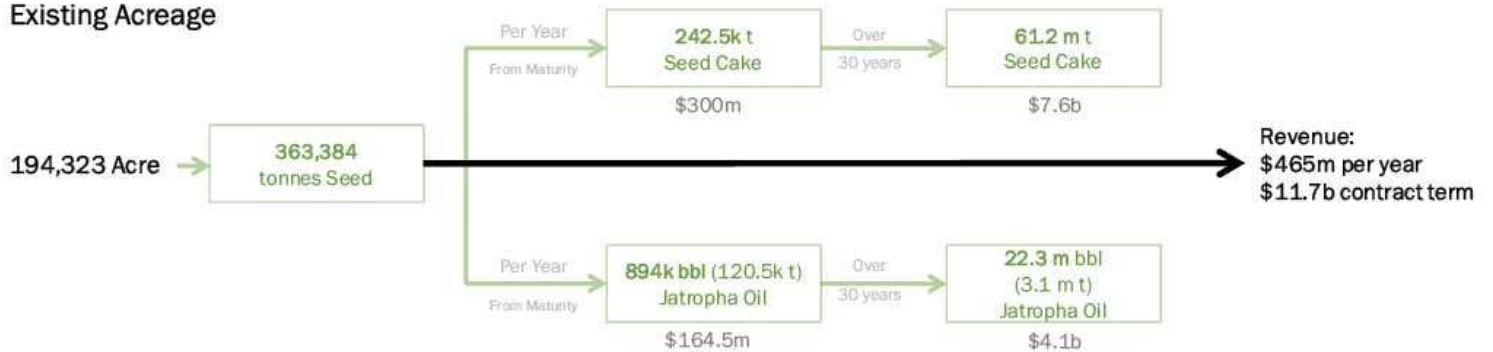 Existing Acreage
Per Year
From Maturity
242.5k t
Seed Cake
$300m
Over
30 years
61.2 m t
Seed Cake
$7.6b
194,323 Acre
363,384
tonnes Seed
Revenue:
$465m per year
$11.7b contract term
Per Year
From Maturity
894k bbl (120.5k t)
Jatropha Oil
$164.5m
Over
30 years
22.3 m bbl
(3.1 m t)
Jatropha Oil
$4.1b